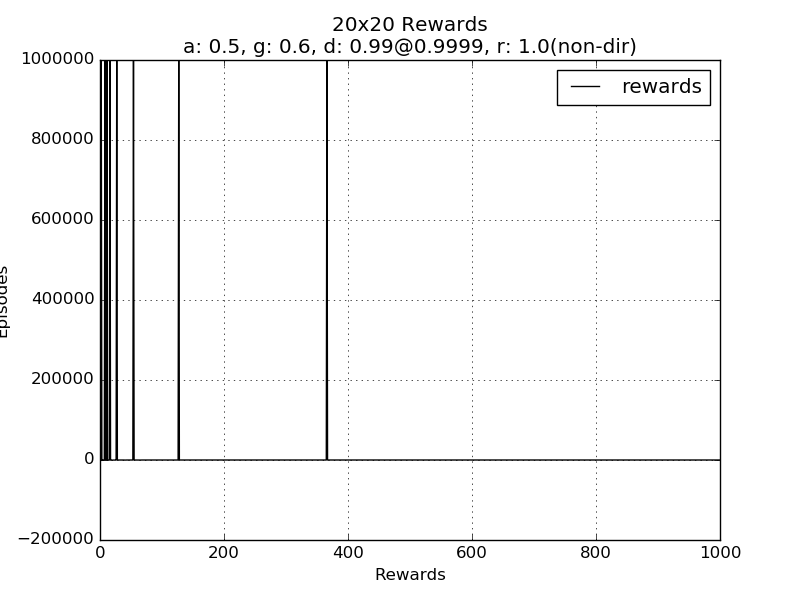 20x20 Rewards
a: 0.5, g: 0.6, d: 0.99@0.9999, r: 1.0(non-dir)
1000000
rewards
800000
600000
400000
Episodes
200000
0
−200000
0 200 400 600 800 1000
Rewards